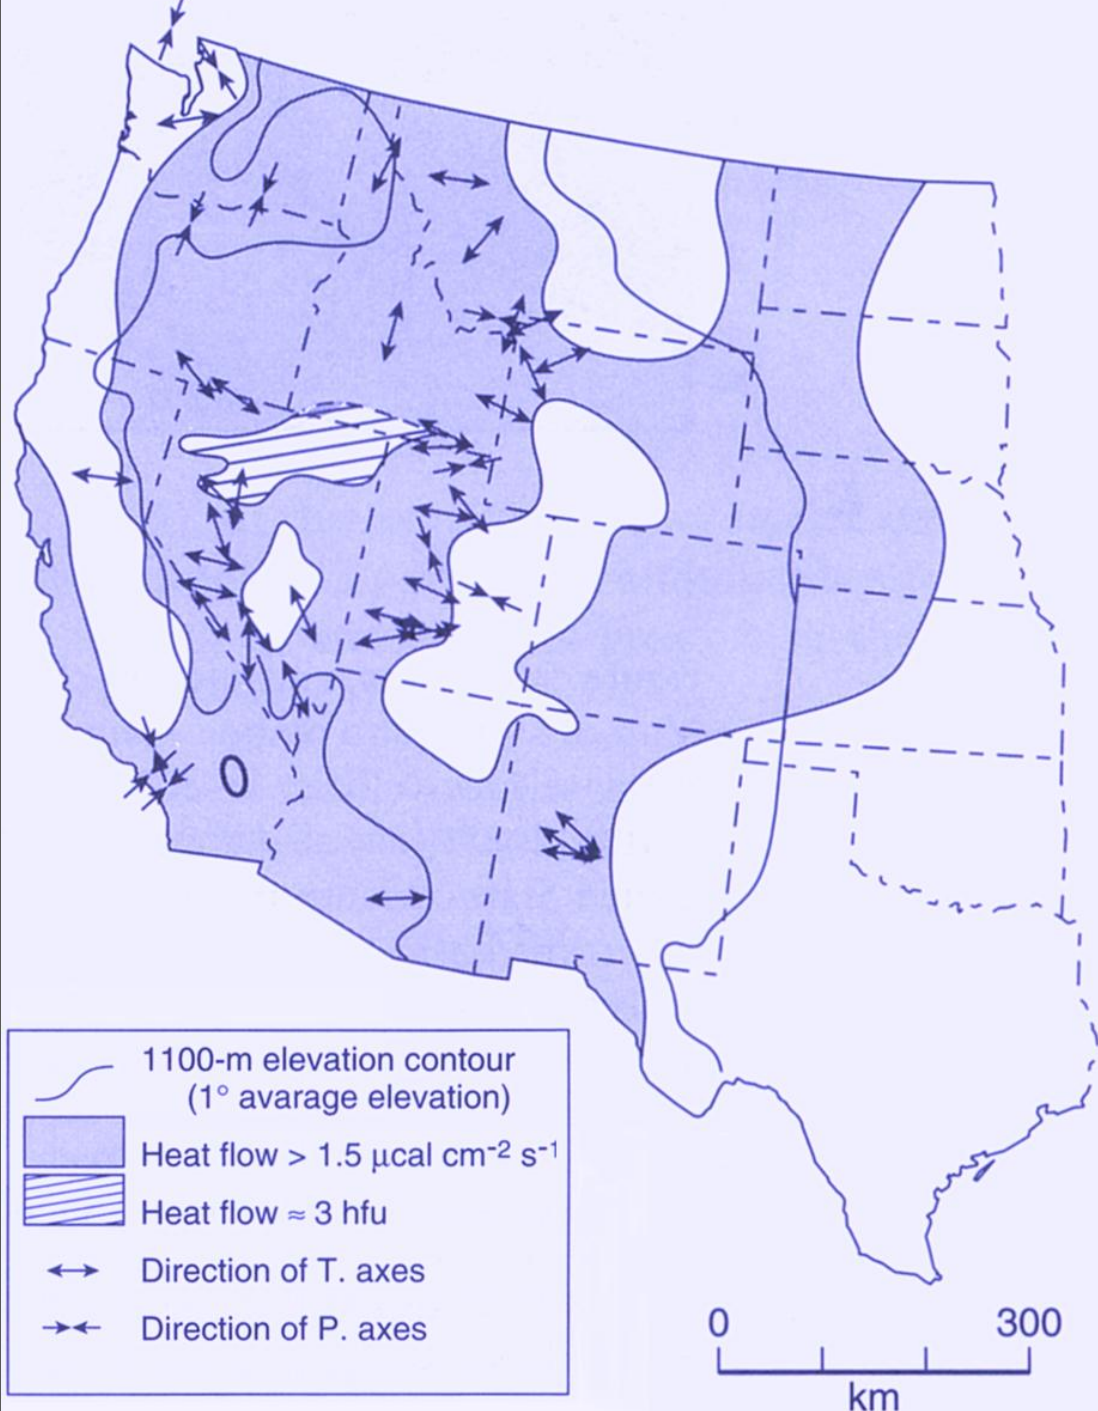 1100-m elevation contour
(1° avarage elevation)
Heat flow > 1.5 μcal cm⁻² s⁻¹
Heat flow ≈ 3 hfu
Direction of T. axes
Direction of P. axes
0 300
km